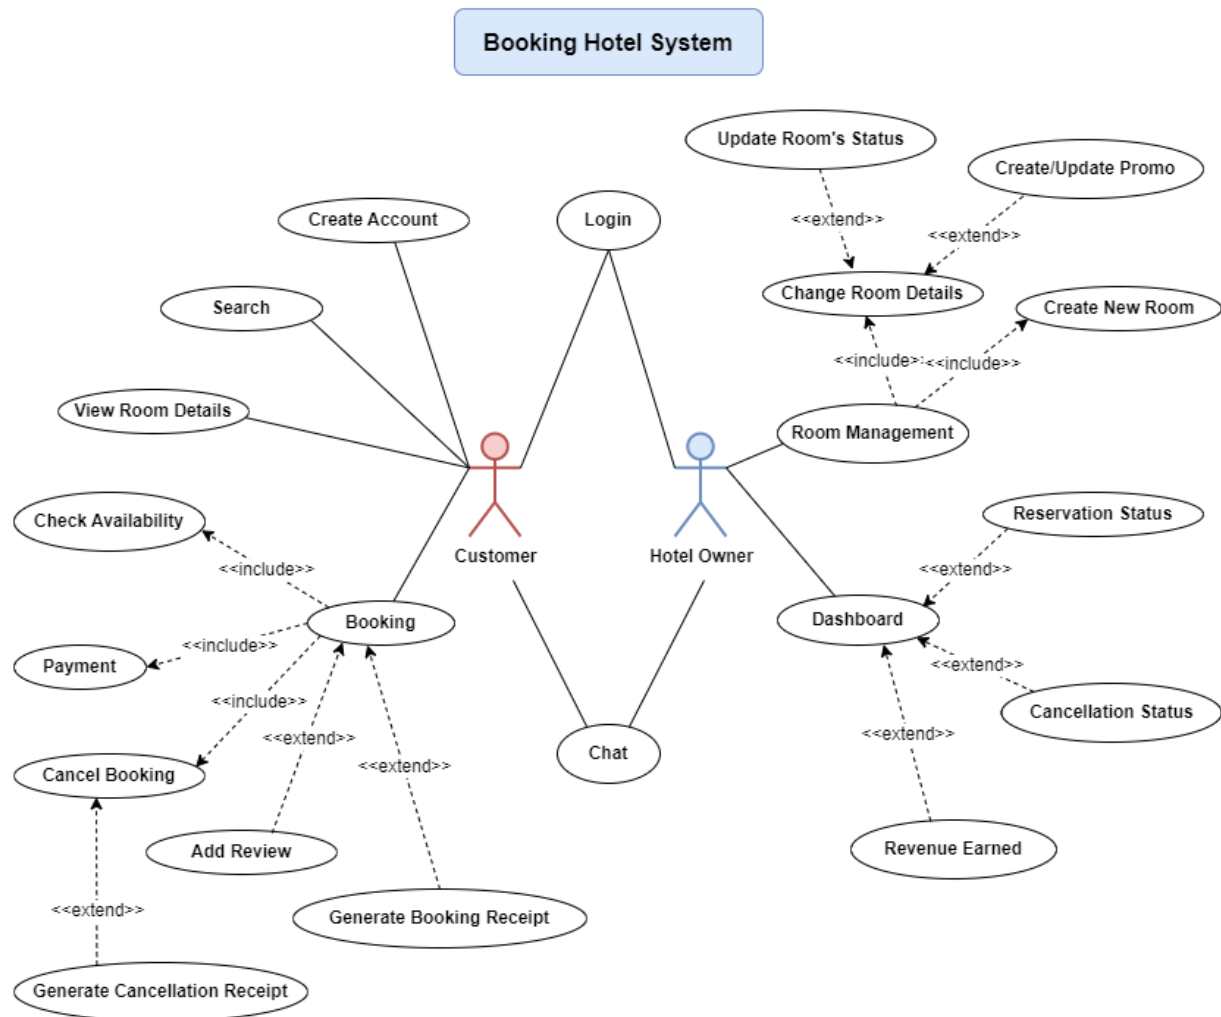 Booking Hotel System
Update Room's Status
Create/Update Promo
Create Account
Login
<<extend>>
<<extend>>
Search
Change Room Details
Create New Room
<<include>>
<<include>>
View Room Details
Room Management
Check Availability
Reservation Status
Customer
Hotel Owner
<<include>>
<<extend>>
Booking
Dashboard
<<include>>
Payment
<<extend>>
<<include>>
Cancellation Status
<<extend>>
<<extend>>
Chat
<<extend>>
Cancel Booking
Add Review
Revenue Earned
<<extend>>
Generate Booking Receipt
Generate Cancellation Receipt